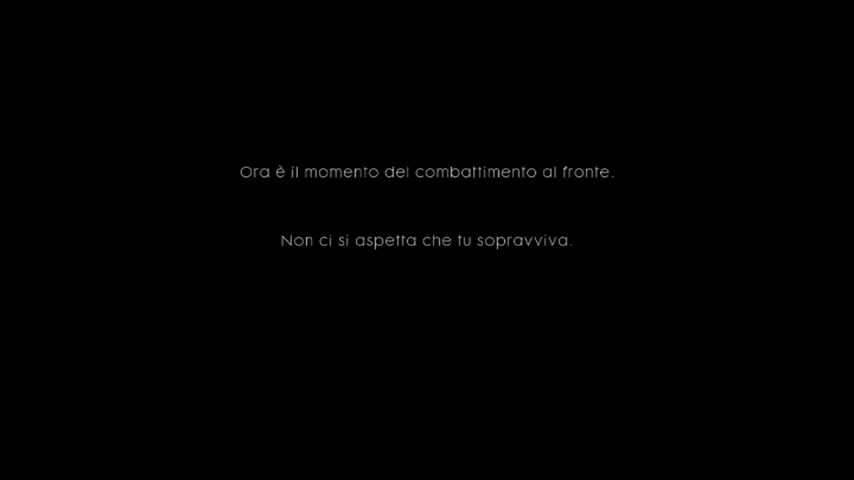 Ora è il momento del combattimento al fronte.
Non ci si aspetta che tu sopravviva.